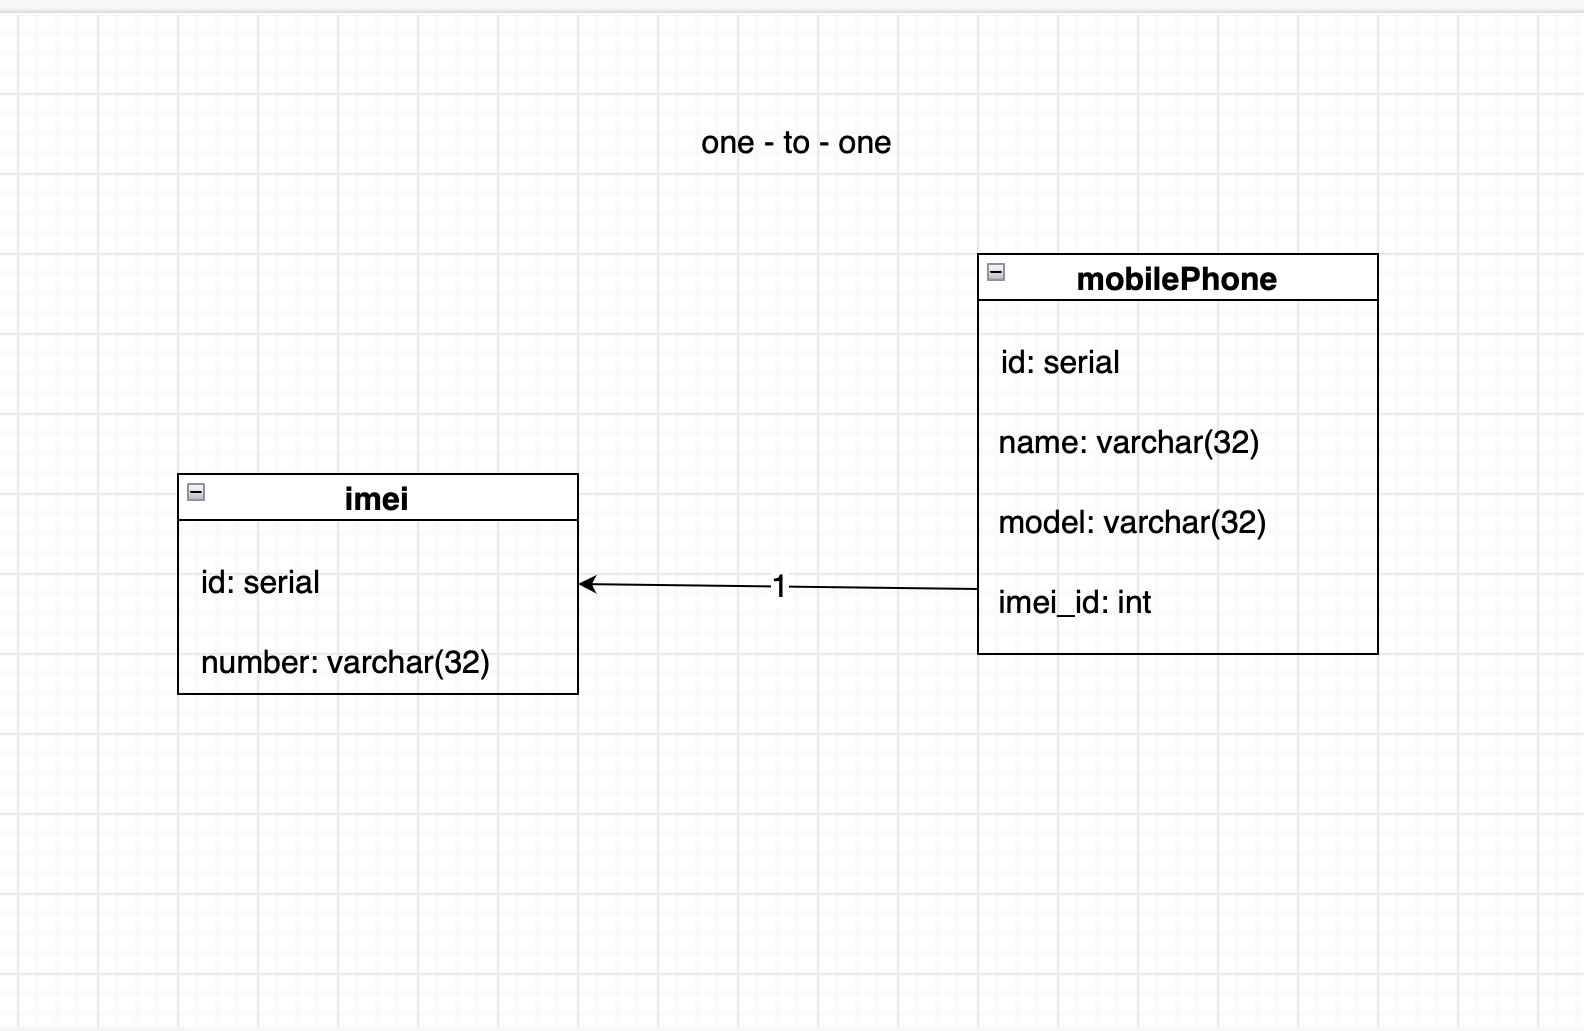 one - to - one
mobilePhone
id: serial
name: varchar(32)
model: varchar(32)
imei_id: int
imei
id: serial
number: varchar(32)
1